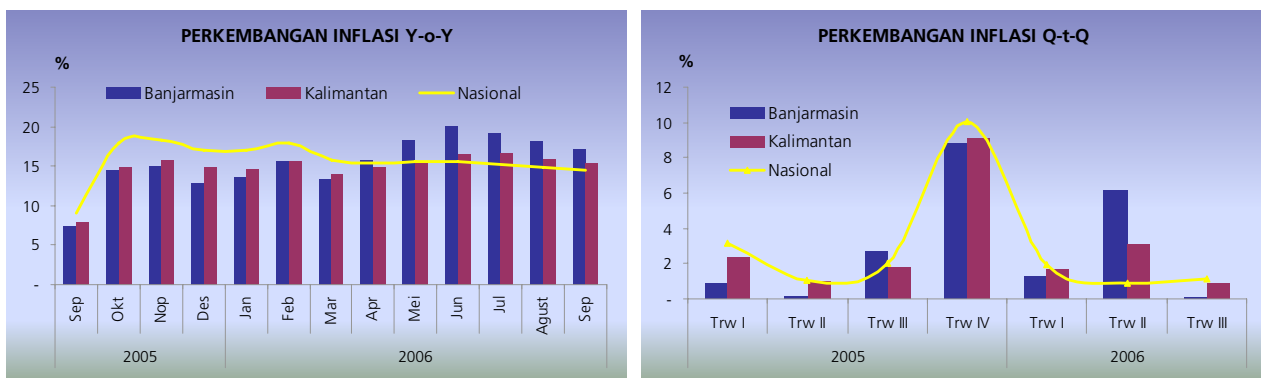 PERKEMBANGAN INFLASI Y-o-Y
%
25
20
15
10
5
-
Banjarmasin Kalimantan Nasional
Sep Okt Nop Des Jan Feb Mar Apr Mei Jun Jul Agust Sep
2005 2006
PERKEMBANGAN INFLASI Q-t-Q
%
12
10
8
6
4
2
-
Banjarmasin
Kalimantan
Nasional
Trw I Trw II Trw III Trw IV Trw I Trw II Trw III
2005 2006